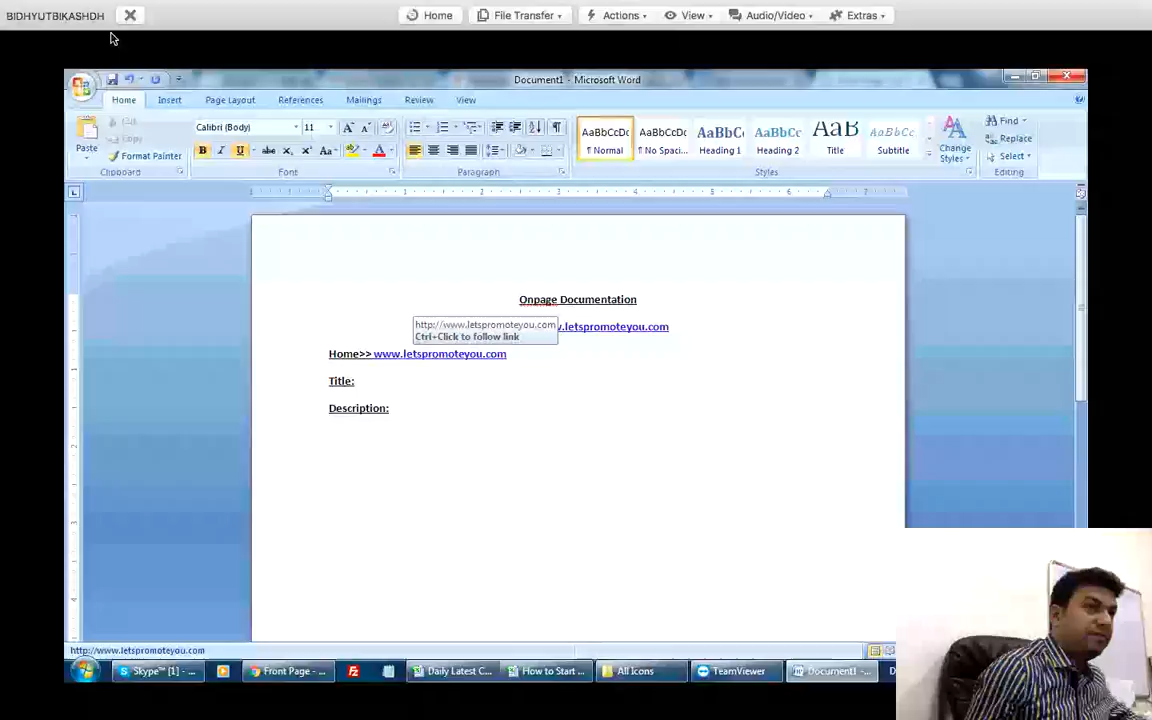 BIDHYUTBIKASHDH
Home
File Transfer
Actions
View
Audio/Video
Extras
Document1 - Microsoft Word
Home Insert Page Layout References Mailings Review View
Paste
Cut
Copy
Format Painter
Clipboard
Calibri (Body) 11
Font
Paragraph
AaBbCcDc AaBbCcDc AaBbCc AaBbCc AaB AaBbCc
¶ Normal ¶ No Spaci... Heading 1 Heading 2 Title Subtitle
Change
Styles
Styles
Find
Replace
Select
Editing
Onpage Documentation
http://www.letspromoteyou.com
Ctrl+Click to follow link
.letspromoteyou.com
Home>> www.letspromoteyou.com
Title:
Description:
http://www.letspromoteyou.com
Skype™ [1] - ...
Front Page - ...
Daily Latest C...
How to Start ...
All Icons
TeamViewer
Document1 -...